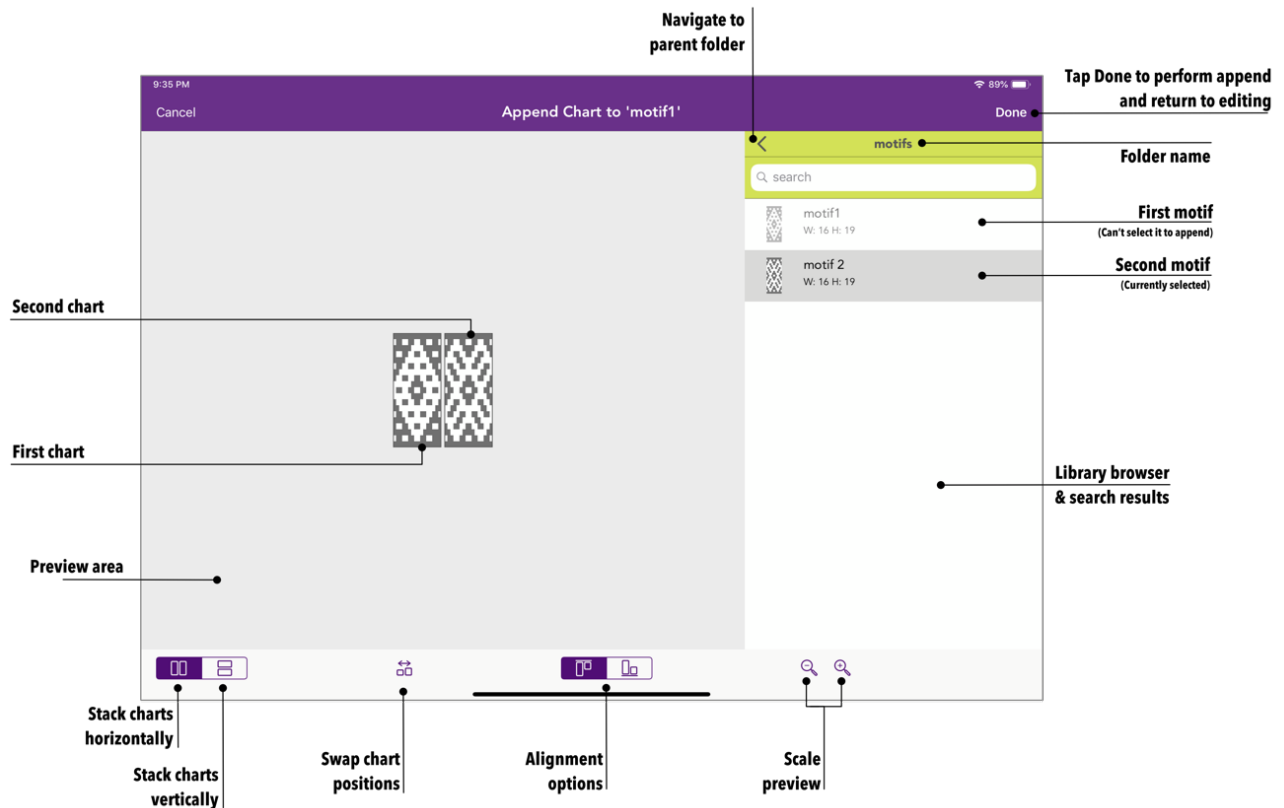 Navigate to
parent folder
9:35 PM
89%
Tap Done to perform append
and return to editing
Cancel
Append Chart to 'motif1'
Done
motifs
Folder name
search
motif1
W: 16 H: 19
First motif
(Can't select it to append)
motif 2
W: 16 H: 19
Second motif
(Currently selected)
Second chart
First chart
Library browser
& search results
Preview area
Stack charts
horizontally
Stack charts
vertically
Swap chart
positions
Alignment
options
Scale
preview